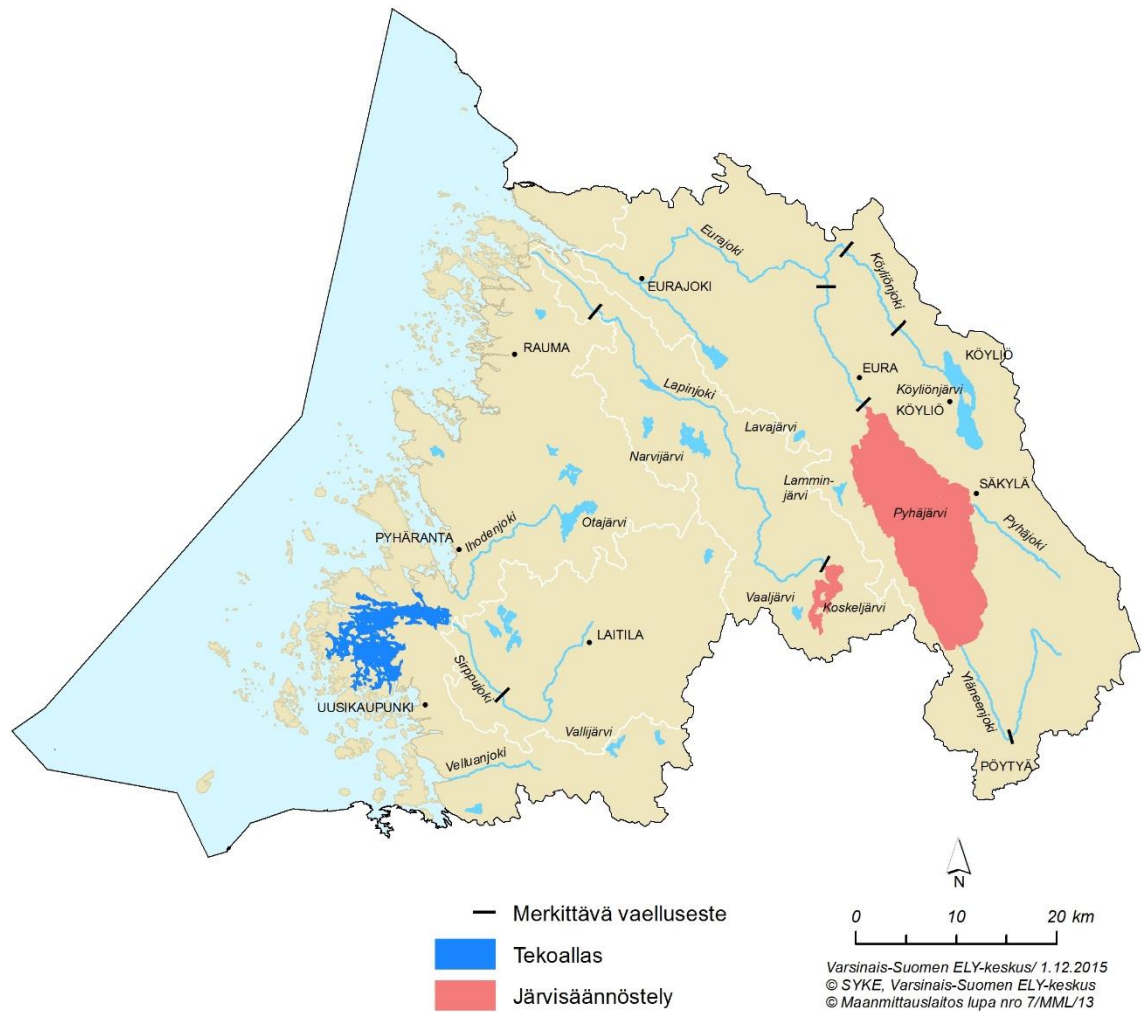 Eurajoki
Köyliönjoki
EURAJOKI
RAUMA
KÖYLIÖ
EURA
Köyliönjärvi
KÖYLIÖ
Lapinjoki
Lavajärvi
Narvijärvi
Lammin-
järvi
SÄKYLÄ
Pyhäjärvi
Pyhäjoki
Otajärvi
PYHÄRANTA
Ihodenjoki
Vaaljärvi
Koskeljärvi
LAITILA
Sirppujoki
Yläneenjoki
UUSIKAUPUNKI
Vallijärvi
Velluanjoki
PÖYTYÄ
N
Merkittävä vaelluseste
Tekoallas
Järvisäännöstely
0 10 20 km
Varsinais-Suomen ELY-keskus/ 1.12.2015
© SYKE, Varsinais-Suomen ELY-keskus
© Maanmittauslaitos lupa nro 7/MML/13